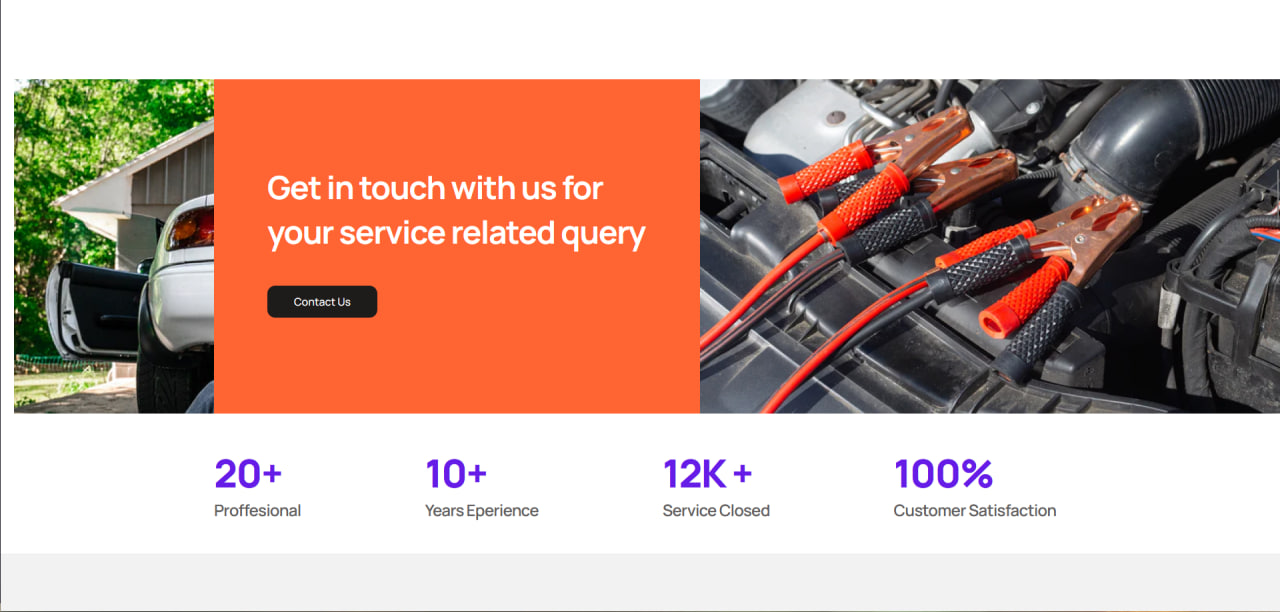 Get in touch with us for
your service related query
Contact Us
20+
10+
12K +
100%
Proffesional
Years Eperience
Service Closed
Customer Satisfaction